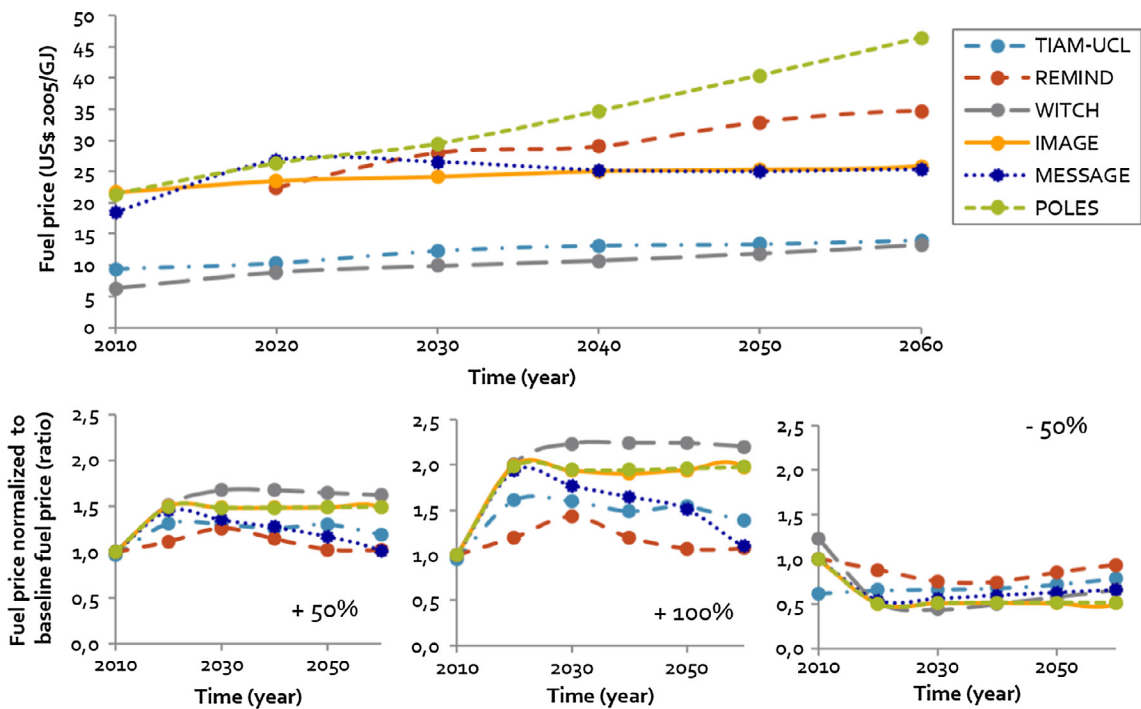 Fuel price (US$ 2005/GJ)
50
45
40
35
30
25
20
15
10
5
0
2010 2020 2030 2040 2050 2060
Time (year)
TIAM-UCL
REMIND
WITCH
IMAGE
MESSAGE
POLES
Fuel price normalized to
baseline fuel price (ratio)
2,5
2,0
1,5
1,0
0,5
0,0
+ 50%
2010 2030 2050
Time (year)
2,5
2,0
1,5
1,0
0,5
0,0
+ 100%
2010 2030 2050
Time (year)
2,5
2,0
1,5
1,0
0,5
0,0
- 50%
2010 2030 2050
Time (year)